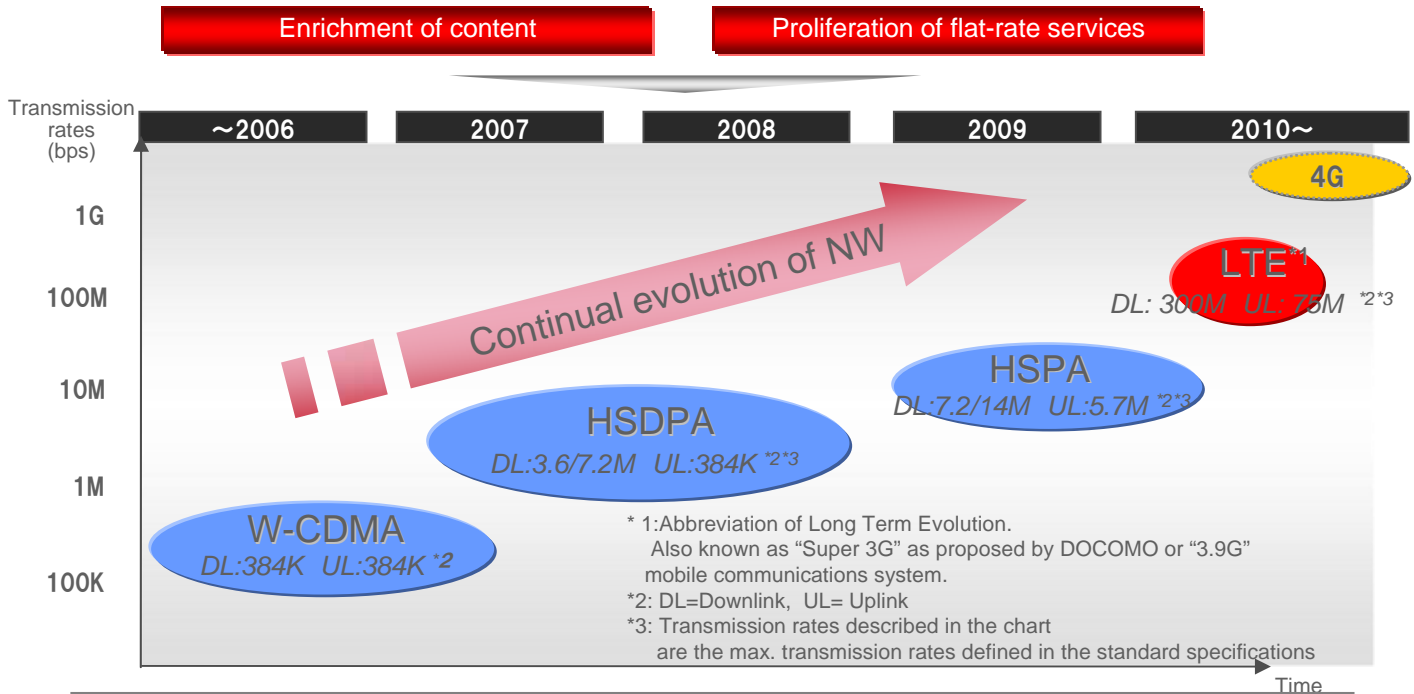 Enrichment of content
Proliferation of flat-rate services
Transmission
rates
(bps)
～2006
2007
2008
2009
2010～
4G
1G
LTE*1
DL: 300M UL: 75M *2*3
100M
Continual evolution of NW
10M
HSPA
DL:7.2/14M UL:5.7M *2*3
HSDPA
DL:3.6/7.2M UL:384K *2*3
1M
W-CDMA
DL:384K UL:384K *2
100K
* 1:Abbreviation of Long Term Evolution.
Also known as “Super 3G” as proposed by DOCOMO or “3.9G”
mobile communications system.
*2: DL=Downlink, UL= Uplink
*3: Transmission rates described in the chart
are the max. transmission rates defined in the standard specifications
Time